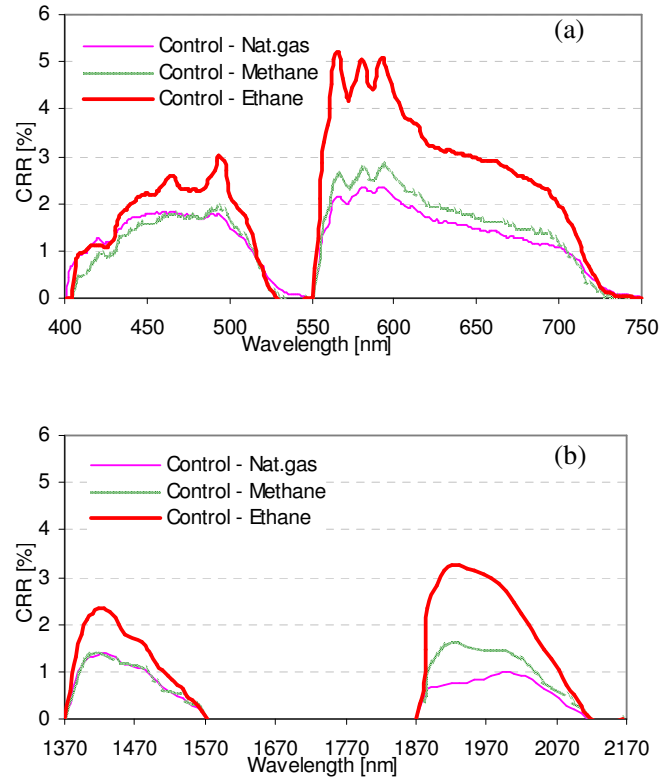 (a)
Control - Nat.gas
Control - Methane
Control - Ethane
CRR [%]
6
5
4
3
2
1
0
400 450 500 550 600 650 700 750
Wavelength [nm]
(b)
Control - Nat.gas
Control - Methane
Control - Ethane
CRR [%]
6
5
4
3
2
1
0
1370 1470 1570 1670 1770 1870 1970 2070 2170
Wavelength [nm]